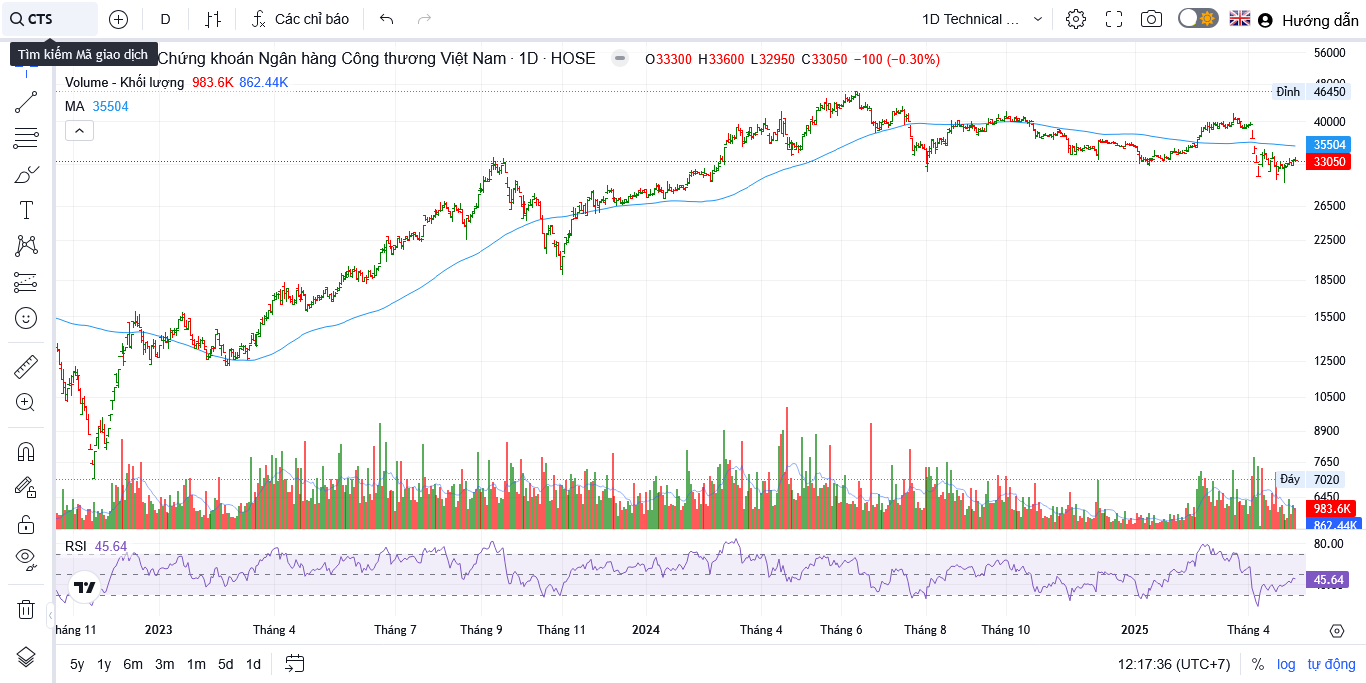 CTS
D
Các chỉ báo
1D Technical ...
Hướng dẫn
Tìm kiếm Mã giao dịch
Chứng khoán Ngân hàng Công thương Việt Nam · 1D · HOSE
O33300 H33600 L32950 C33050 −100 (−0.30%)
Volume - Khối lượng 983.6K 862.44K
MA 35504
56000
48000
Đỉnh 46450
40000
35504
33050
26500
22500
18500
15500
12500
10500
8900
7650
Đáy 7020
6450
983.6K
862.44K
RSI 45.64
80.00
45.64
háng 11 2023 Tháng 4 Tháng 7 Tháng 9 Tháng 11 2024 Tháng 4 Tháng 6 Tháng 8 Tháng 10 2025 Tháng 4
5y 1y 6m 3m 1m 5d 1d
12:17:36 (UTC+7) % log tự động